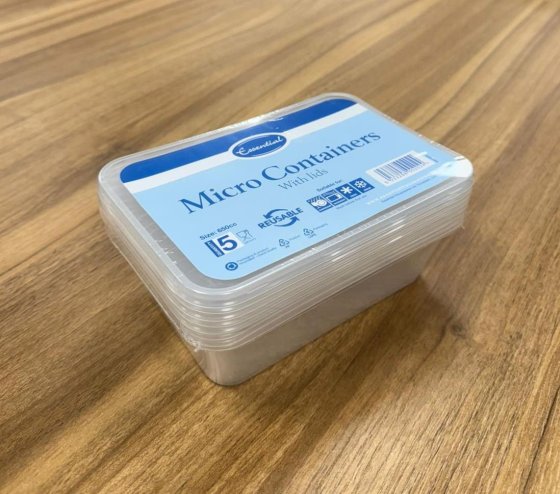 Essential
Micro Containers
With lids
Suitable for:
REUSABLE
Size: 650cc
5